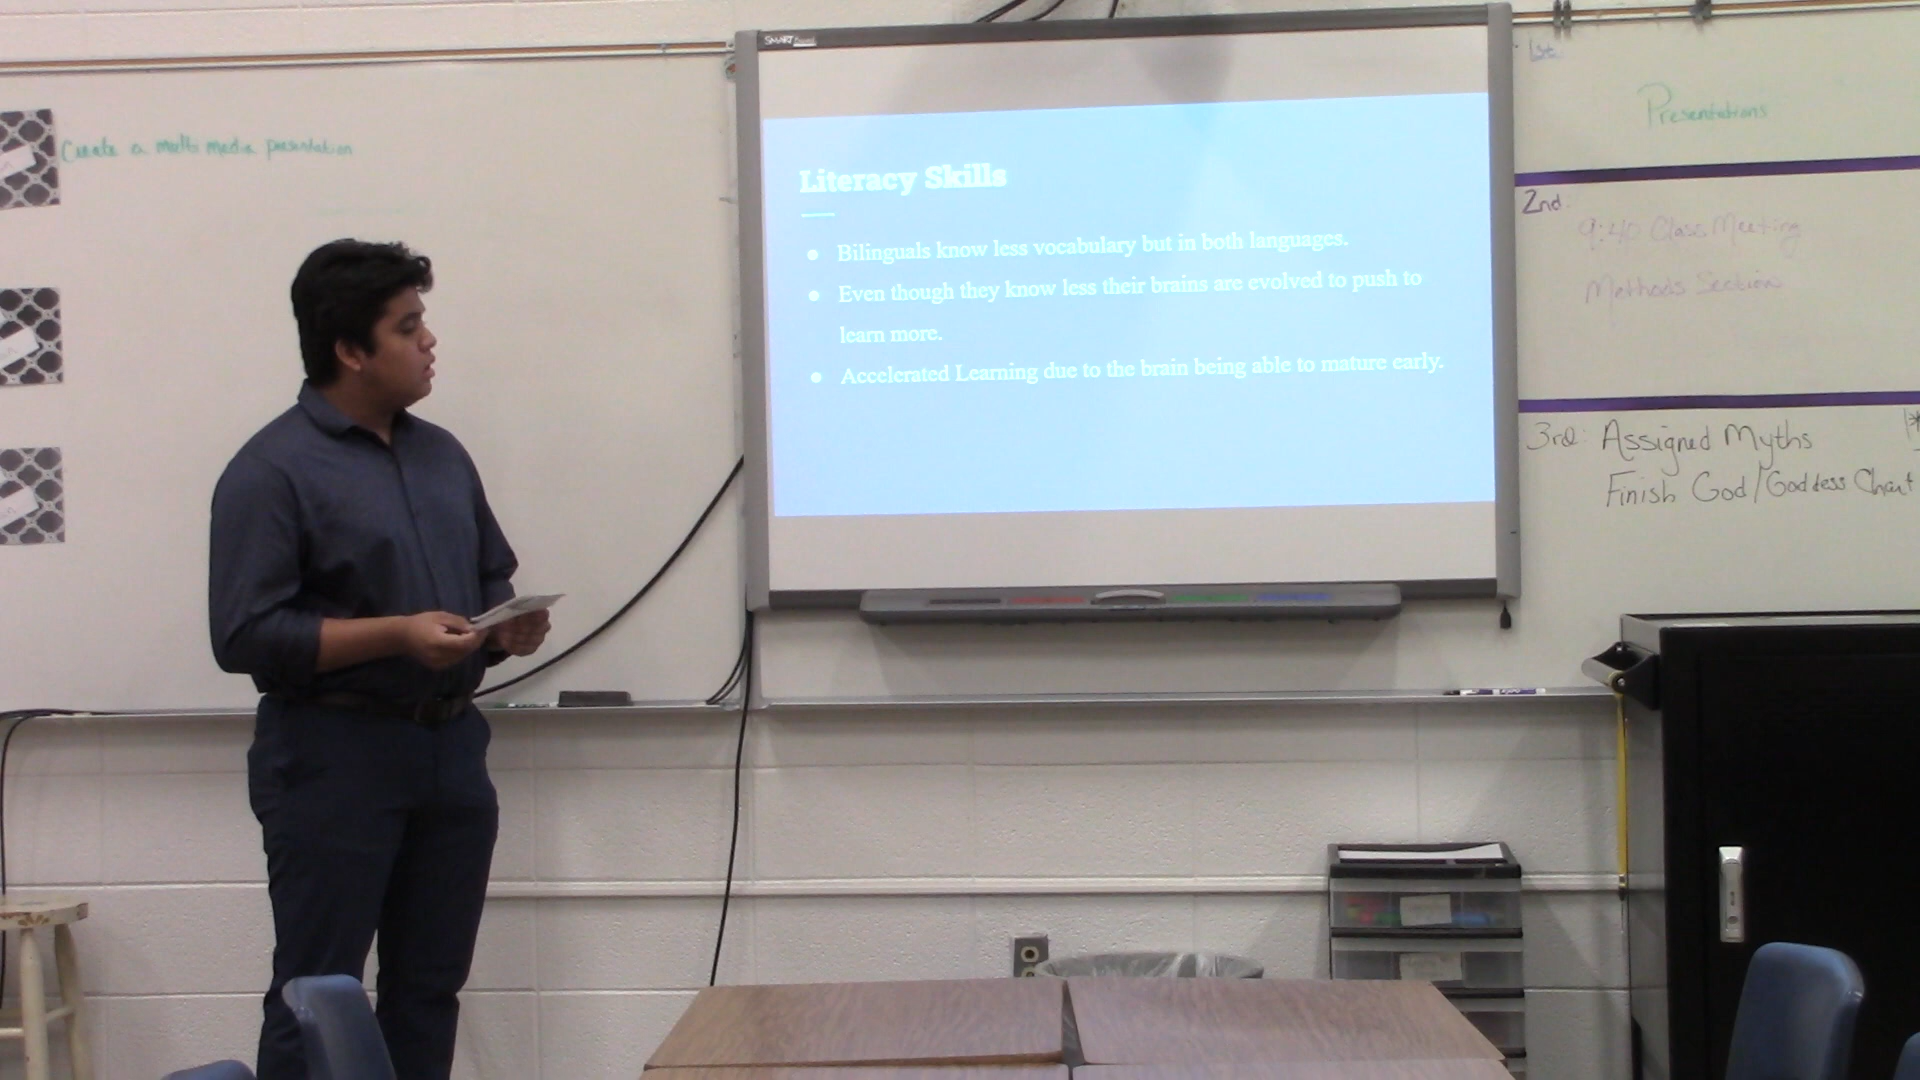 SMART
Create a multi media presentation
Literacy Skills
Bilinguals know less vocabulary but in both languages.
Even though they know less their brains are evolved to push to
learn more.
Accelerated Learning due to the brain being able to mature early.
1st
Presentations
2nd:
9:40 Class Meeting
Methods Section
3rd: Assigned Myths
Finish God/Goddess Chart